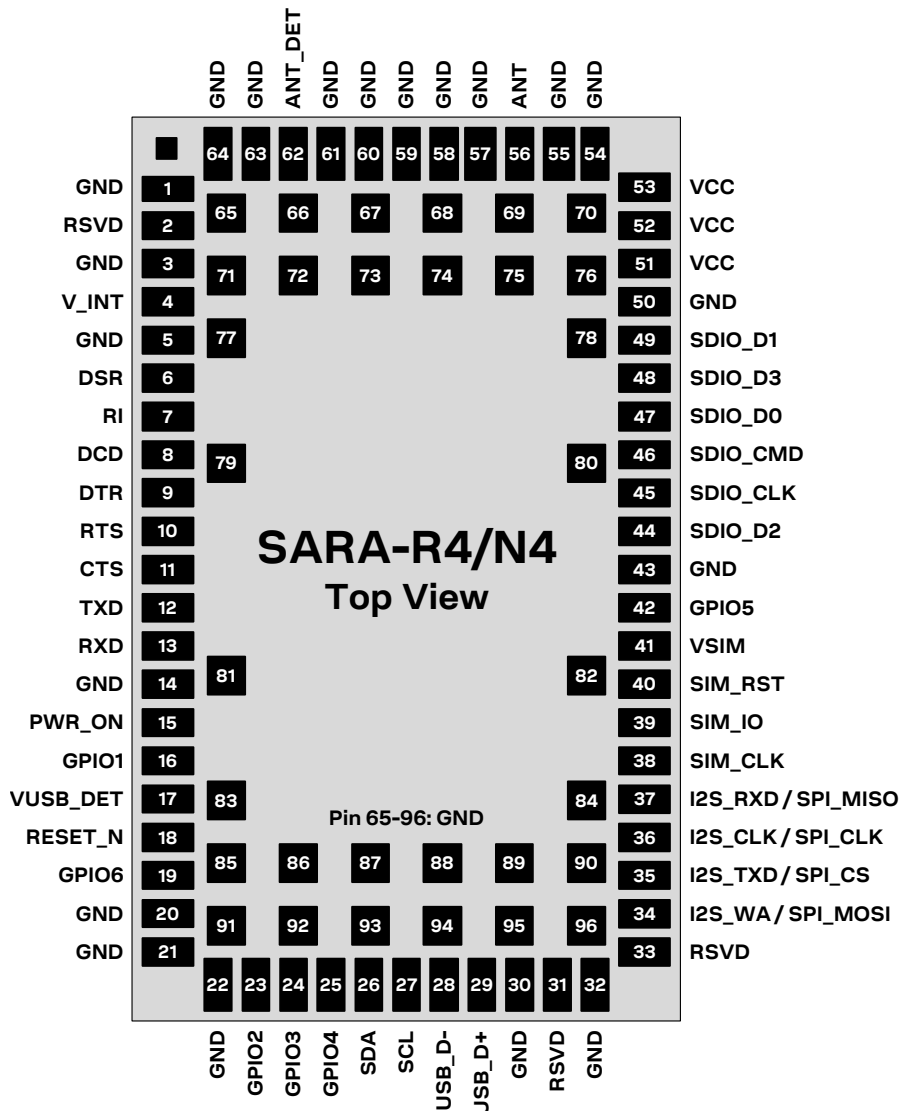 GND GND ANT_DET GND GND GND GND GND ANT GND GND
64 63 62 61 60 59 58 57 56 55 54
GND 1 53 VCC
65 66 67 68 69 70
RSVD 2 52 VCC
GND 3 51 VCC
71 72 73 74 75 76
V_INT 4 50 GND
GND 5 77 78 49 SDIO_D1
DSR 6 48 SDIO_D3
RI 7 47 SDIO_D0
DCD 8 79 80 46 SDIO_CMD
DTR 9 45 SDIO_CLK
RTS 10 44 SDIO_D2
SARA-R4/N4
CTS 11 43 GND
Top View
TXD 12 42 GPIO5
RXD 13 41 VSIM
GND 14 81 82 40 SIM_RST
PWR_ON 15 39 SIM_IO
GPIO1 16 38 SIM_CLK
VUSB_DET 17 83 84 37 I2S_RXD / SPI_MISO
Pin 65-96: GND
RESET_N 18 36 I2S_CLK / SPI_CLK
85 86 87 88 89 90
GPIO6 19 35 I2S_TXD / SPI_CS
GND 20 34 I2S_WA / SPI_MOSI
91 92 93 94 95 96
GND 21 33 RSVD
22 23 24 25 26 27 28 29 30 31 32
GND GPIO2 GPIO3 GPIO4 SDA SCL USB_D- USB_D+ GND RSVD GND